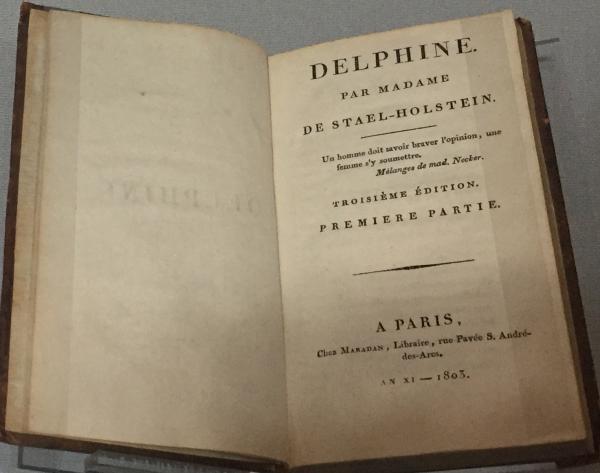 DELPHINE.
PAR MADAME
DE STAEL-HOLSTEIN.
Un homme doit savoir braver l'opinion, une
femme s'y soumettre.
Mélanges de mad. Necker.
TROISIÈME ÉDITION.
PREMIERE PARTIE.
A PARIS,
Chez MARADAN, Libraire, rue Pavée S. André-
des-Arcs.
AN XI — 1803.